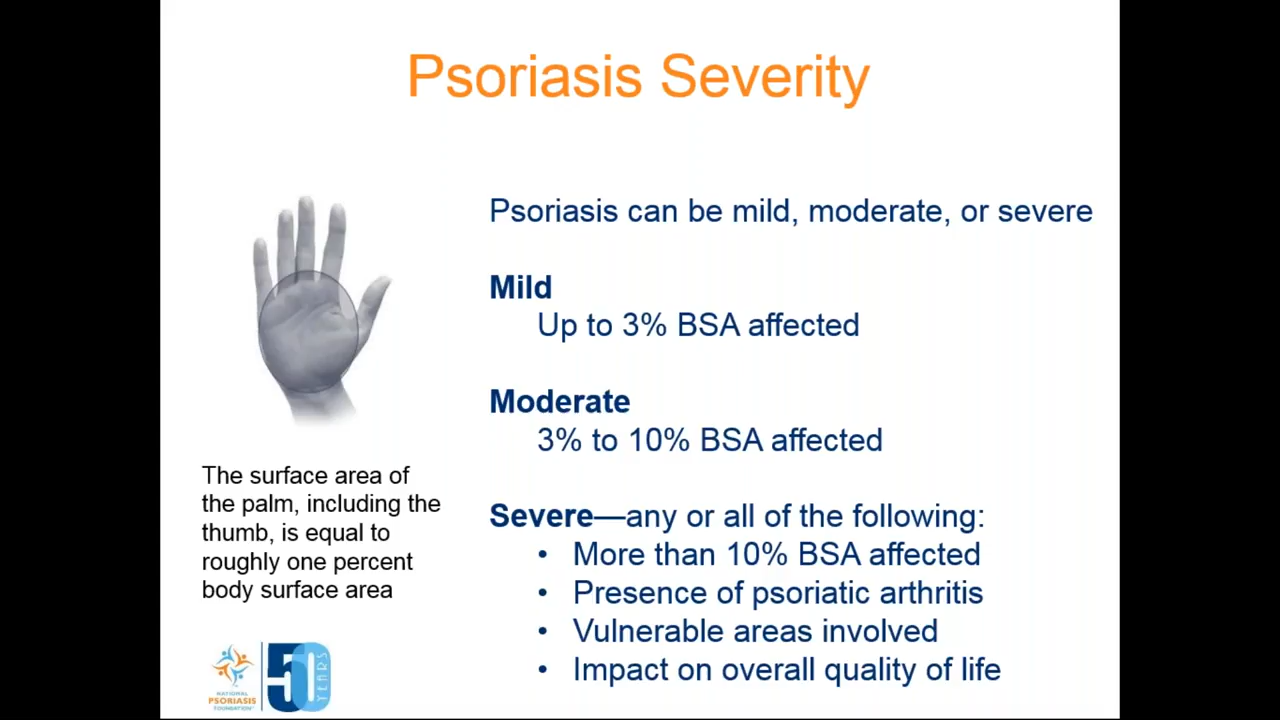 Psoriasis Severity
Psoriasis can be mild, moderate, or severe
Mild
Up to 3% BSA affected
Moderate
3% to 10% BSA affected
Severe—any or all of the following:
• More than 10% BSA affected
• Presence of psoriatic arthritis
• Vulnerable areas involved
• Impact on overall quality of life
The surface area of
the palm, including the
thumb, is equal to
roughly one percent
body surface area
NATIONAL
PSORIASIS
FOUNDATION
50
YEARS